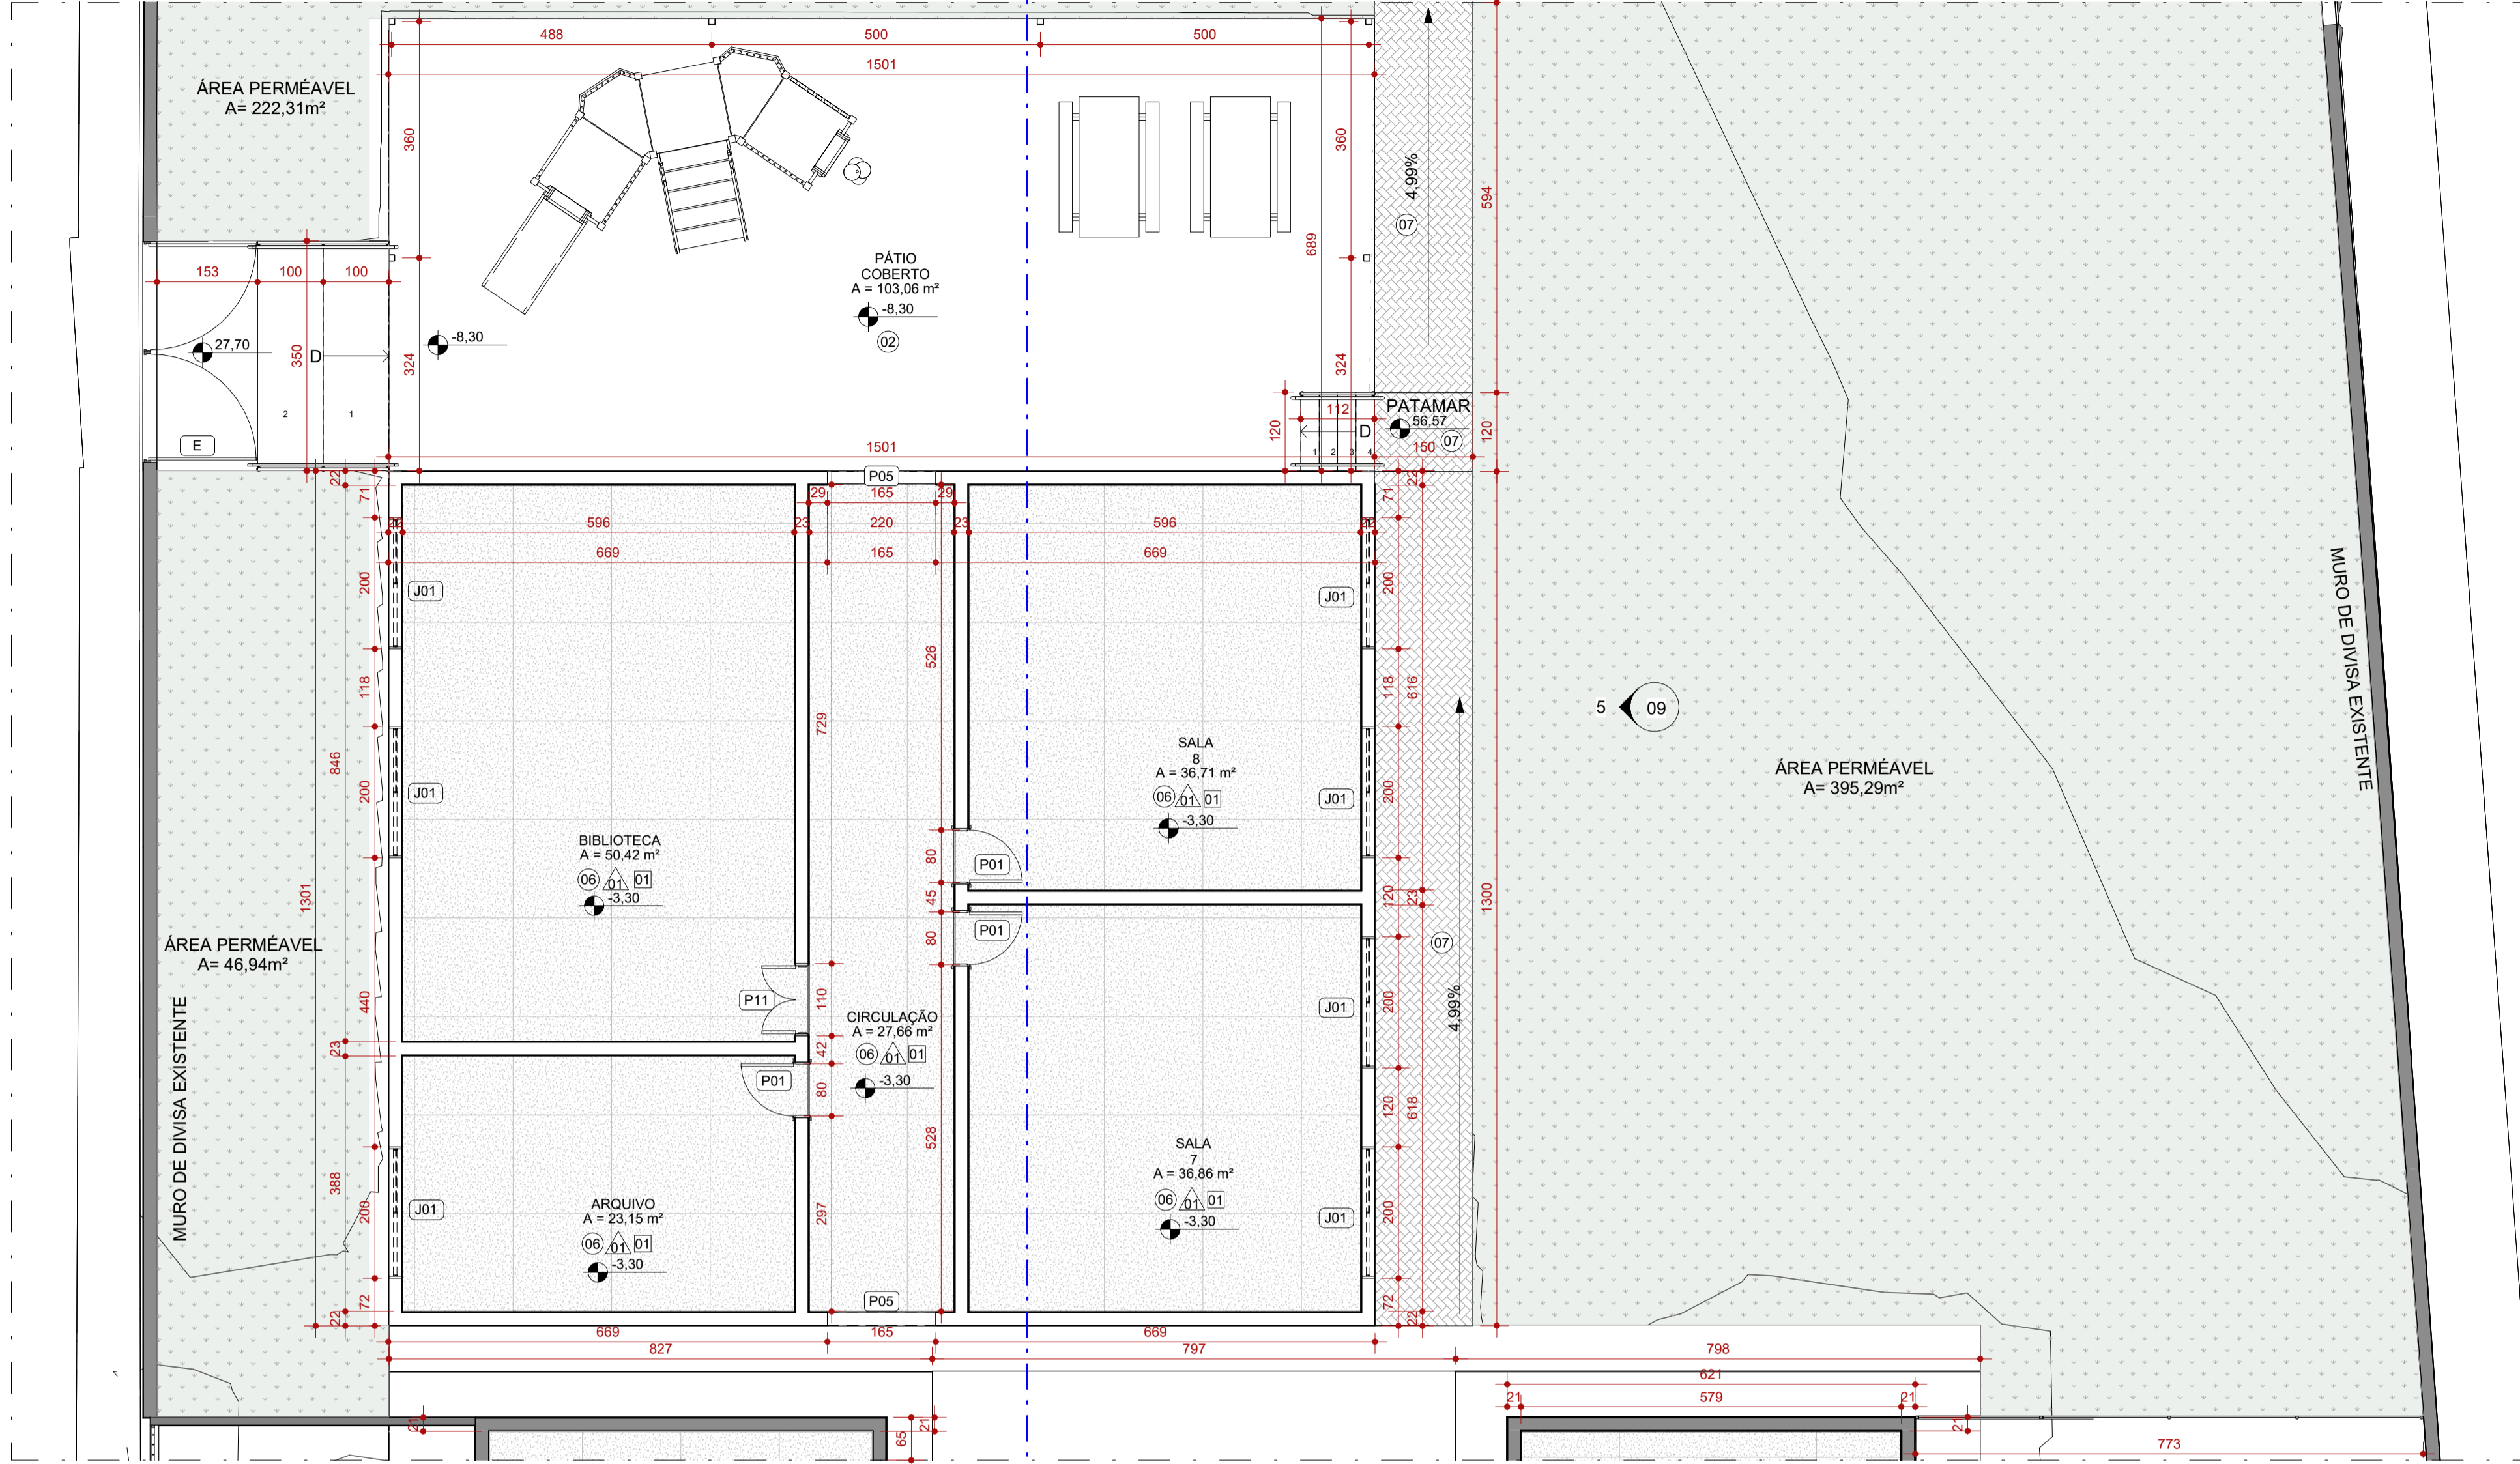 488
500
500
1501
ÁREA PERMÉAVEL
A= 222,31m²
360
360
4,99%
07
594
689
153
100
100
27,70
350
D
2
1
E
-8,30
324
PÁTIO
COBERTO
A = 103,06 m²
-8,30
02
324
112
120
D
1 2 3 4
PATAMAR
56,57
07
150
120
1501
P05
22
71
29
165
29
22
71
22
596
23
220
23
596
22
669
165
669
J01
J01
200
200
526
118
118
616
729
846
J01
J01
200
200
SALA
8
A = 36,71 m²
06 01 01
-3,30
5
09
ÁREA PERMÉAVEL
A= 395,29m²
MURO DE DIVISA EXISTENTE
BIBLIOTECA
A = 50,42 m²
06 01 01
-3,30
80
P01
45
P01
80
120
23
1300
1301
07
ÁREA PERMÉAVEL
A= 46,94m²
MURO DE DIVISA EXISTENTE
440
P11
110
J01
200
4,99%
CIRCULAÇÃO
A = 27,66 m²
06 01 01
-3,30
23
42
P01
80
120
618
528
SALA
7
A = 36,86 m²
06 01 01
-3,30
388
200
J01
ARQUIVO
A = 23,15 m²
06 01 01
-3,30
297
J01
200
72
22
P05
72
22
669
165
669
827
797
798
621
21
579
21
21
21
65
21
773